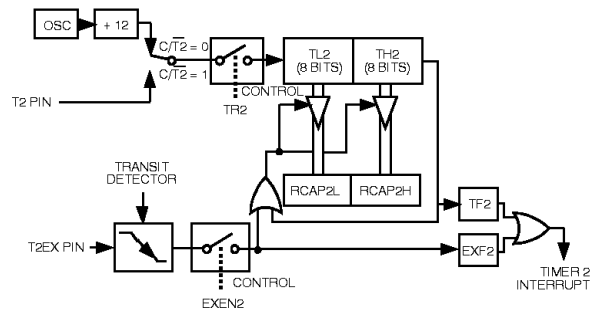 OSC
+ 12
C/T2 = 0
C/T2 = 1
T2 PIN
CONTROL
TR2
TL2
(8 BITS)
TH2
(8 BITS)
TRANSIT
DETECTOR
RCAP2L
RCAP2H
T2EX PIN
CONTROL
EXEN2
TF2
EXF2
TIMER 2
INTERRUPT